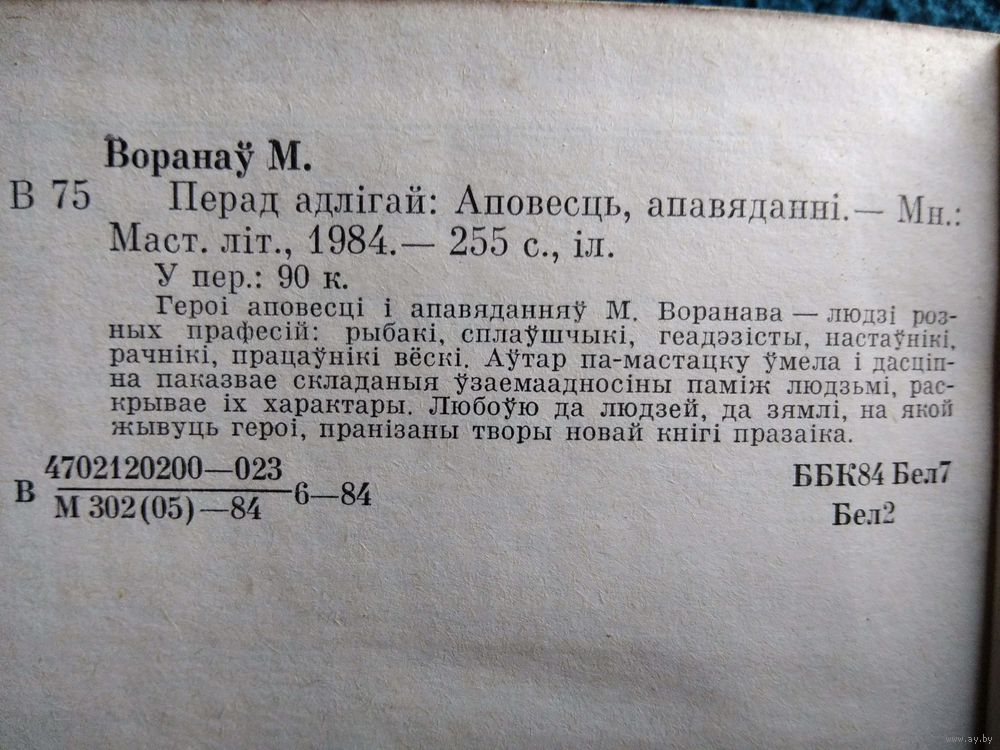 Воранаў М.
В 75 Перад адлігай: Аповесць, апавяданні.— Мн.:
Маст. літ., 1984.— 255 с., іл.
У пер.: 90 к.
Героі аповесці і апавяданняў М. Воранава — людзі роз-
ных прафесій: рыбакі, сплаўшчыкі, геадэзісты, настаўнікі,
рачнікі, працаўнікі вёскі. Аўтар па-мастацку ўмела і дасціп-
на паказвае складаныя ўзаемаадносіны паміж людзьмі, рас-
крывае іх характары. Любоўю да людзей, да зямлі, на якой
жывуць героі, пранізаны творы новай кнігі празаіка.
4702120200—023
В ————— 6—84
М 302(05)—84
ББК84 Бел7
Бел2
www.ay.by